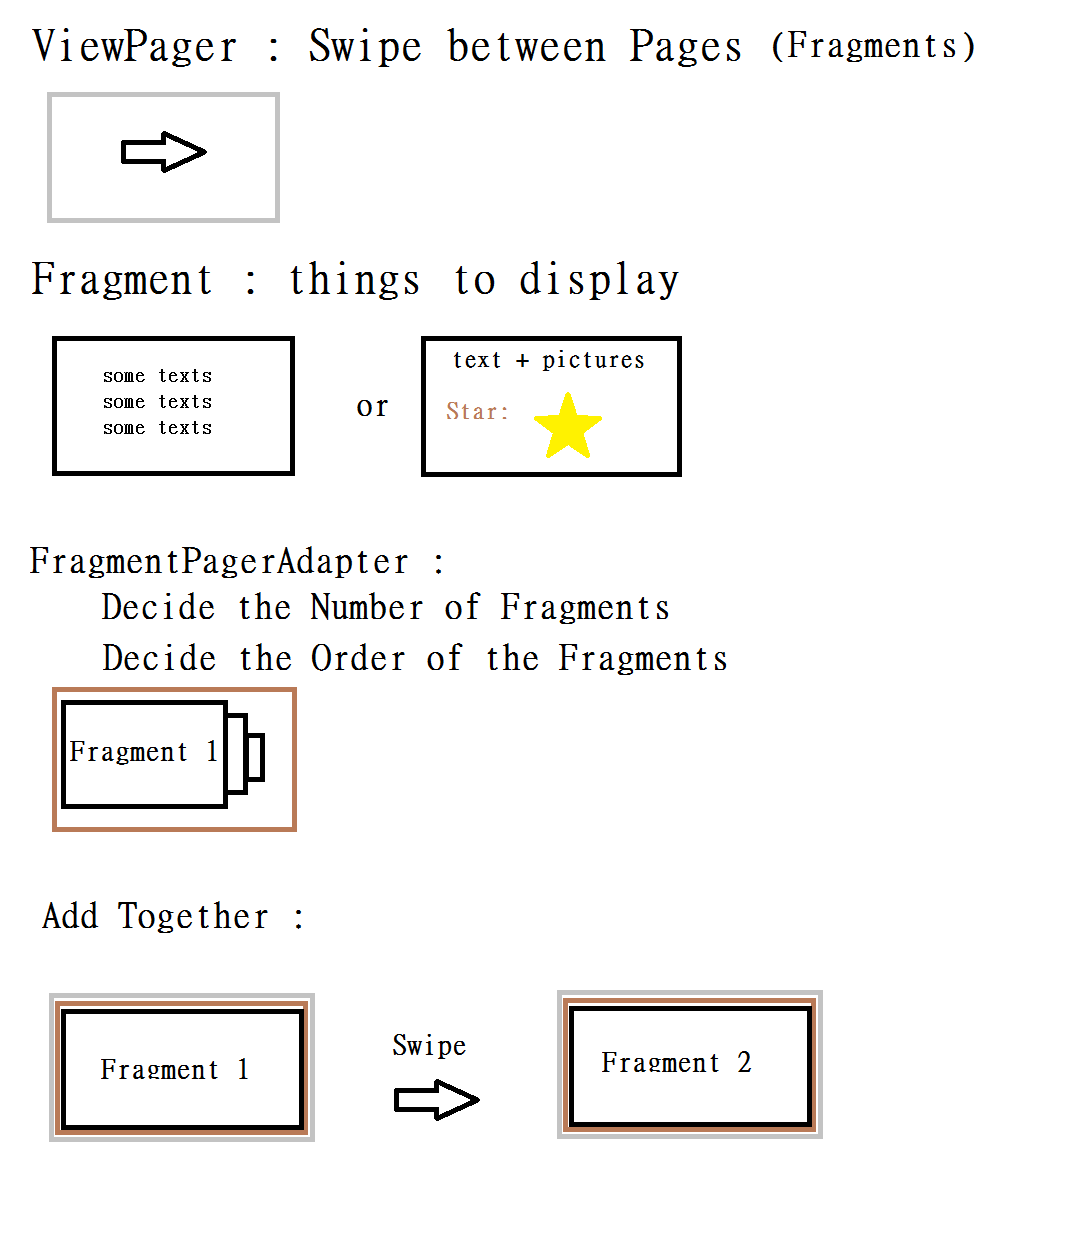 ViewPager : Swipe between Pages (Fragments)
Fragment : things to display
some texts
some texts
some texts
or
text + pictures
Star:
FragmentPagerAdapter :
Decide the Number of Fragments
Decide the Order of the Fragments
Fragment 1
Add Together :
Fragment 1
Swipe
Fragment 2